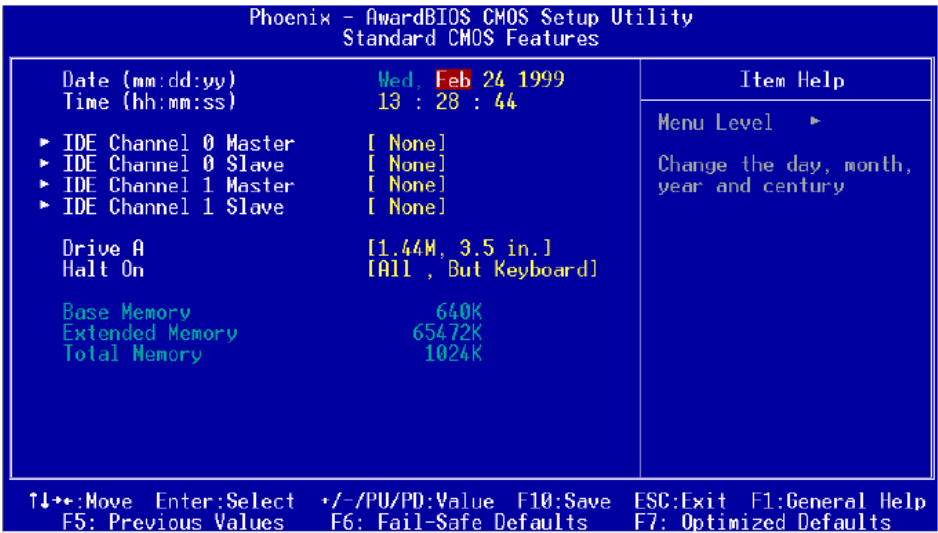 Phoenix - AwardBIOS CMOS Setup Utility
Standard CMOS Features
Date (mm:dd:yy) Wed, Feb 24 1999
Time (hh:mm:ss) 13 : 28 : 44
► IDE Channel 0 Master [ None]
► IDE Channel 0 Slave [ None]
► IDE Channel 1 Master [ None]
► IDE Channel 1 Slave [ None]
Drive A [1.44M, 3.5 in.]
Halt On [All , But Keyboard]
Base Memory 640K
Extended Memory 65472K
Total Memory 1024K
Item Help
Menu Level ►
Change the day, month,
year and century
↑↓→←:Move Enter:Select +/-/PU/PD:Value F10:Save ESC:Exit F1:General Help
F5: Previous Values F6: Fail-Safe Defaults F7: Optimized Defaults